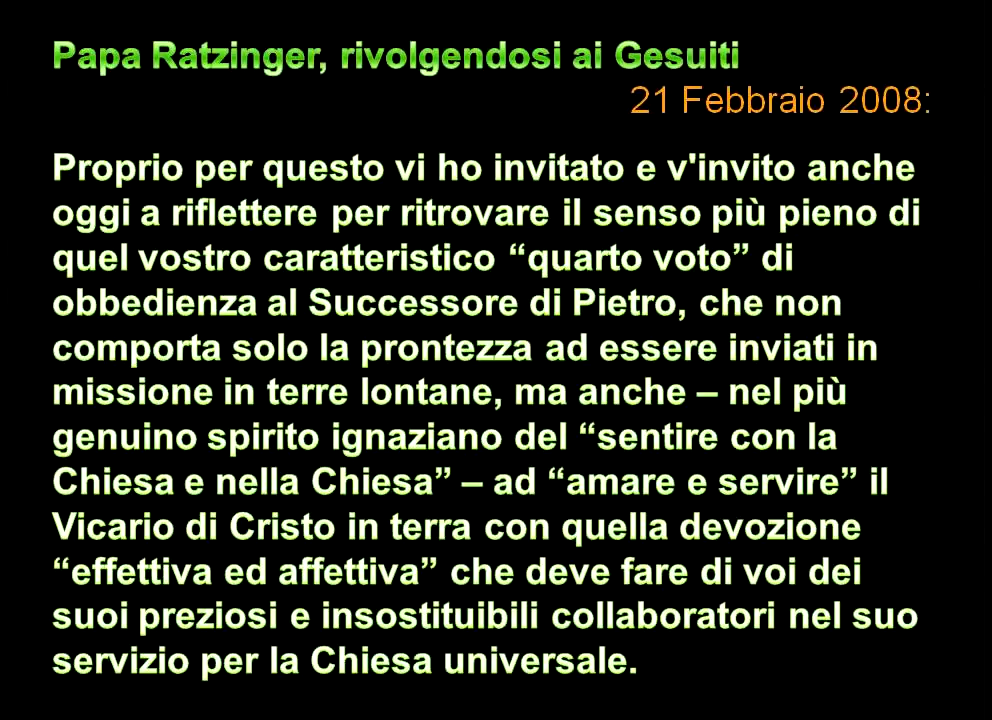 Papa Ratzinger, rivolgendosi ai Gesuiti
21 Febbraio 2008:
Proprio per questo vi ho invitato e v'invito anche
oggi a riflettere per ritrovare il senso più pieno di
quel vostro caratteristico “quarto voto” di
obbedienza al Successore di Pietro, che non
comporta solo la prontezza ad essere inviati in
missione in terre lontane, ma anche – nel più
genuino spirito ignaziano del “sentire con la
Chiesa e nella Chiesa” – ad “amare e servire” il
Vicario di Cristo in terra con quella devozione
“effettiva ed affettiva” che deve fare di voi dei
suoi preziosi e insostituibili collaboratori nel suo
servizio per la Chiesa universale.